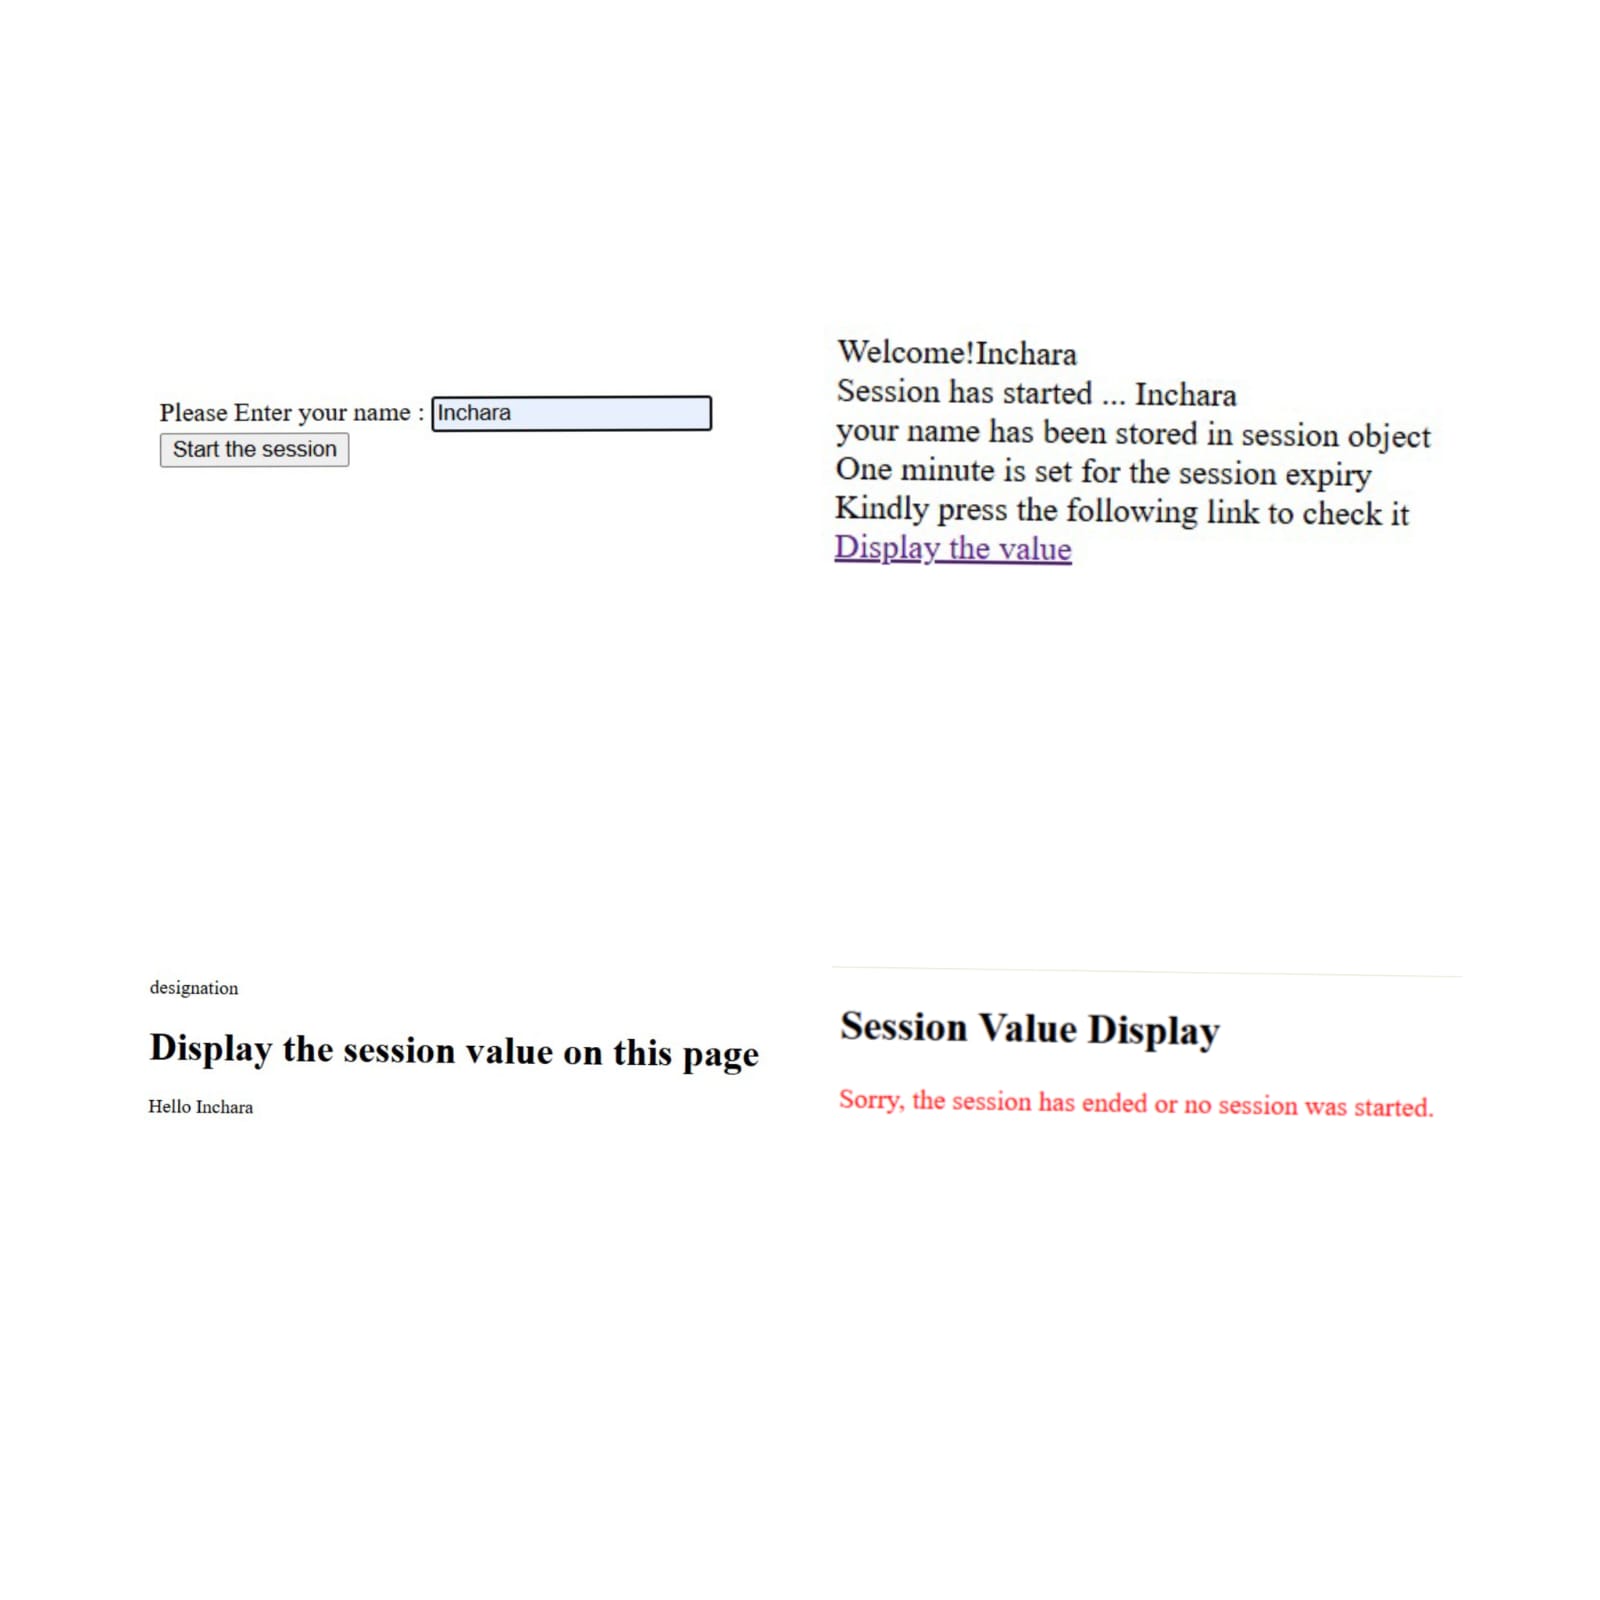 Please Enter your name : Inchara
Start the session
Welcome!Inchara
Session has started ... Inchara
your name has been stored in session object
One minute is set for the session expiry
Kindly press the following link to check it
Display the value
designation
Display the session value on this page
Hello Inchara
Session Value Display
Sorry, the session has ended or no session was started.